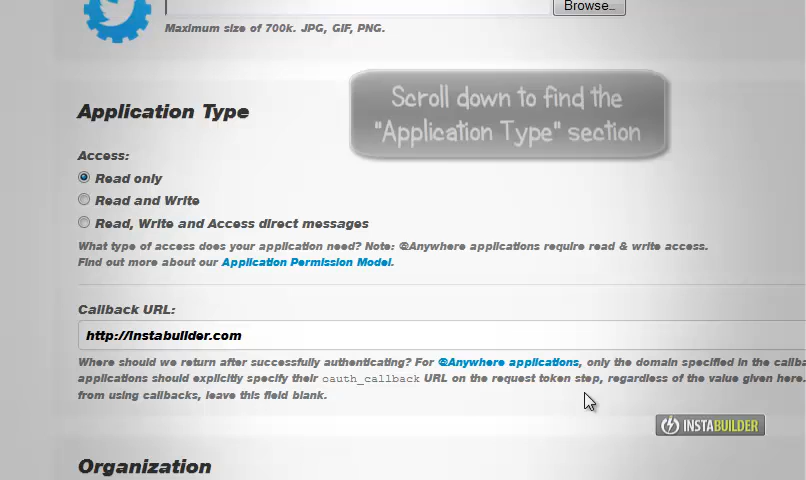 Browse..
Maximum size of 700k. JPG, GIF, PNG.
Scroll down to find the
"Application Type" section
Application Type
Access:
Read only
Read and Write
Read, Write and Access direct messages
What type of access does your application need? Note: @Anywhere applications require read & write access.
Find out more about our Application Permission Model.
Callback URL:
http://instabuilder.com
Where should we return after successfully authenticating? For @Anywhere applications, only the domain specified in the callba
applications should explicitly specify their oauth_callback URL on the request token step, regardless of the value given here.
from using callbacks, leave this field blank.
INSTABUILDER
Organization